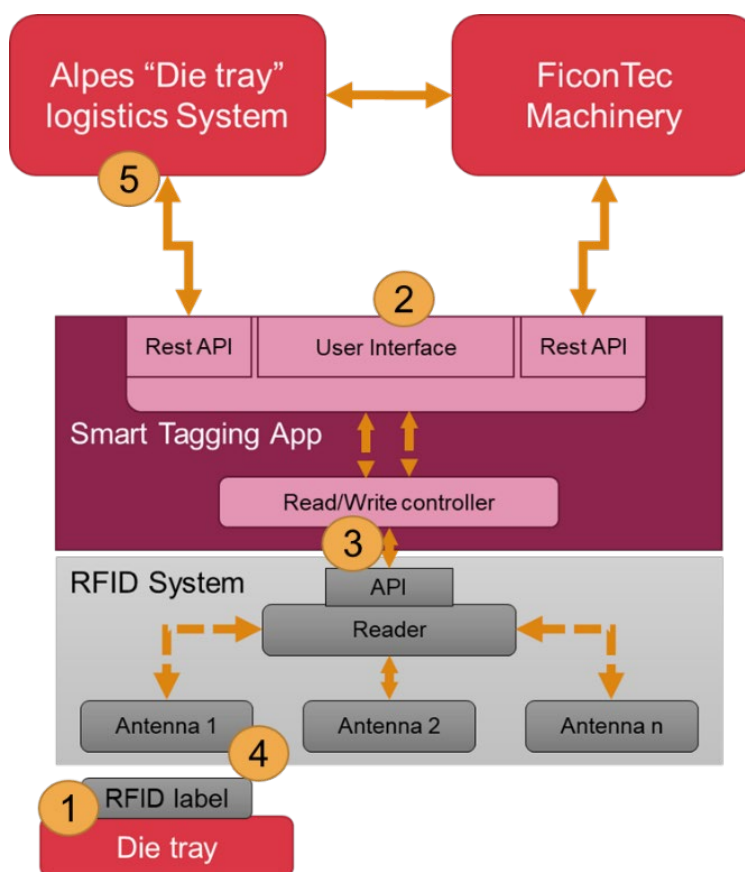 Alpes “Die tray”
logistics System
FiconTec
Machinery
5
2
Rest API
User Interface
Rest API
Smart Tagging App
Read/Write controller
3
RFID System
API
Reader
Antenna 1
Antenna 2
Antenna n
4
1
RFID label
Die tray